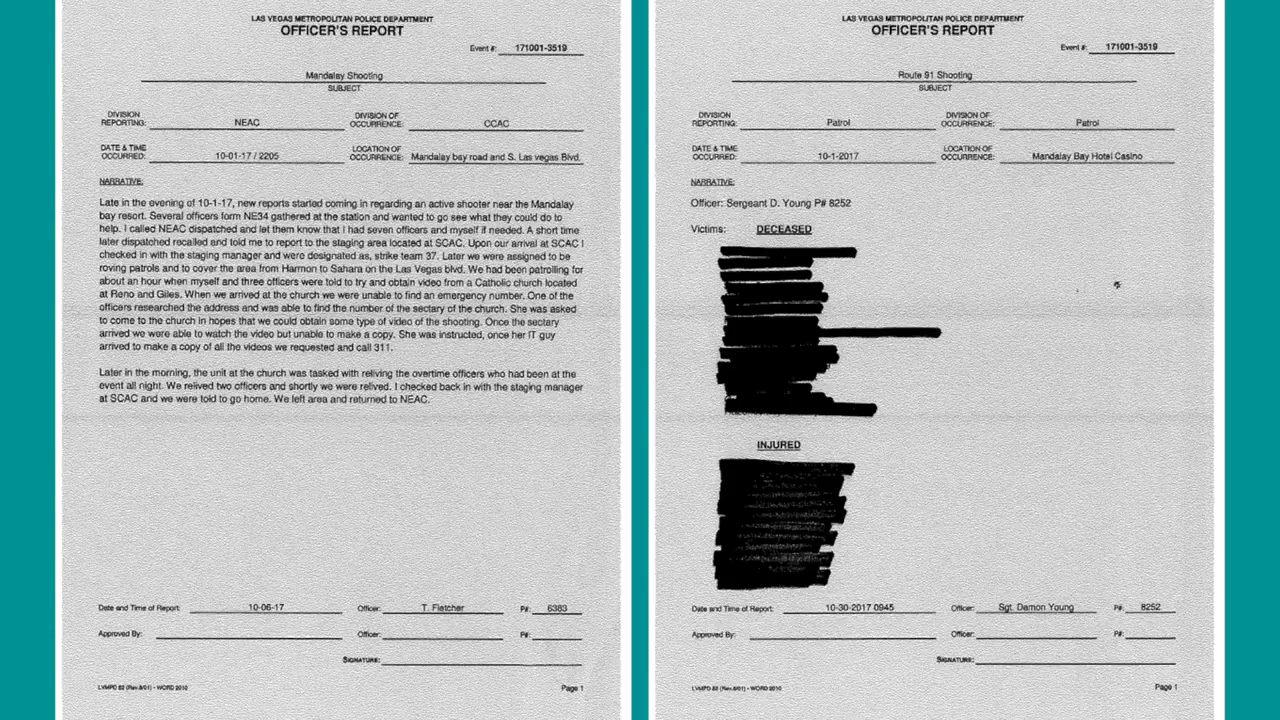 LAS VEGAS METROPOLITAN POLICE DEPARTMENT
OFFICER'S REPORT
Event #: 171001-3519
Mandalay Shooting
SUBJECT
DIVISION REPORTING: NEAC DIVISION OF OCCURRENCE: CCAC
DATE & TIME OCCURRED: 10-01-17 / 2205 LOCATION OF OCCURRENCE: Mandalay bay road and S. Las vegas Blvd.
NARRATIVE:
Late in the evening of 10-1-17, new reports started coming in regarding an active shooter near the Mandalay
bay resort. Several officers form NE34 gathered at the station and wanted to go see what they could do to
help. I called NEAC dispatched and let them know that I had seven officers and myself if needed. A short time
later dispatched recalled and told me to report to the staging area located at SCAC. Upon our arrival at SCAC I
checked in with the staging manager and were designated as, strike team 37. Later we were assigned to be
roving patrols and to cover the area from Harmon to Sahara on the Las Vegas blvd. We had been patrolling for
about an hour when myself and three officers were told to try and obtain video from a Catholic church located
at Reno and Giles. When we arrived at the church we were unable to find an emergency number. One of the
officers researched the address and was able to find the number of the sectary of the church. She was asked
to come to the church in hopes that we could obtain some type of video of the shooting. Once the sectary
arrived we were able to watch the video but unable to make a copy. She was instructed, once her IT guy
arrived to make a copy of all the videos we requested and call 311.
Later in the morning, the unit at the church was tasked with reliving the overtime officers who had been at the
event all night. We relived two officers and shortly we were relived. I checked back in with the staging manager
at SCAC and we were told to go home. We left area and returned to NEAC.
Date and Time of Report: 10-06-17 Officer: T. Fletcher P#: 6383
Approved By: Officer: P#:
SIGNATURE:
LVMPD 82 (Rev.8/01) • WORD 2010 Page 1
LAS VEGAS METROPOLITAN POLICE DEPARTMENT
OFFICER'S REPORT
Event #: 171001-3519
Route 91 Shooting
SUBJECT
DIVISION REPORTING: Patrol DIVISION OF OCCURRENCE: Patrol
DATE & TIME OCCURRED: 10-1-2017 LOCATION OF OCCURRENCE: Mandalay Bay Hotel Casino
NARRATIVE:
Officer: Sergeant D. Young P# 8252
Victims: DECEASED
INJURED
Date and Time of Report: 10-30-2017 0945 Officer: Sgt. Damon Young P#: 8252
Approved By: Officer: P#:
SIGNATURE:
LVMPD 82 (Rev.8/01) • WORD 2010 Page 1